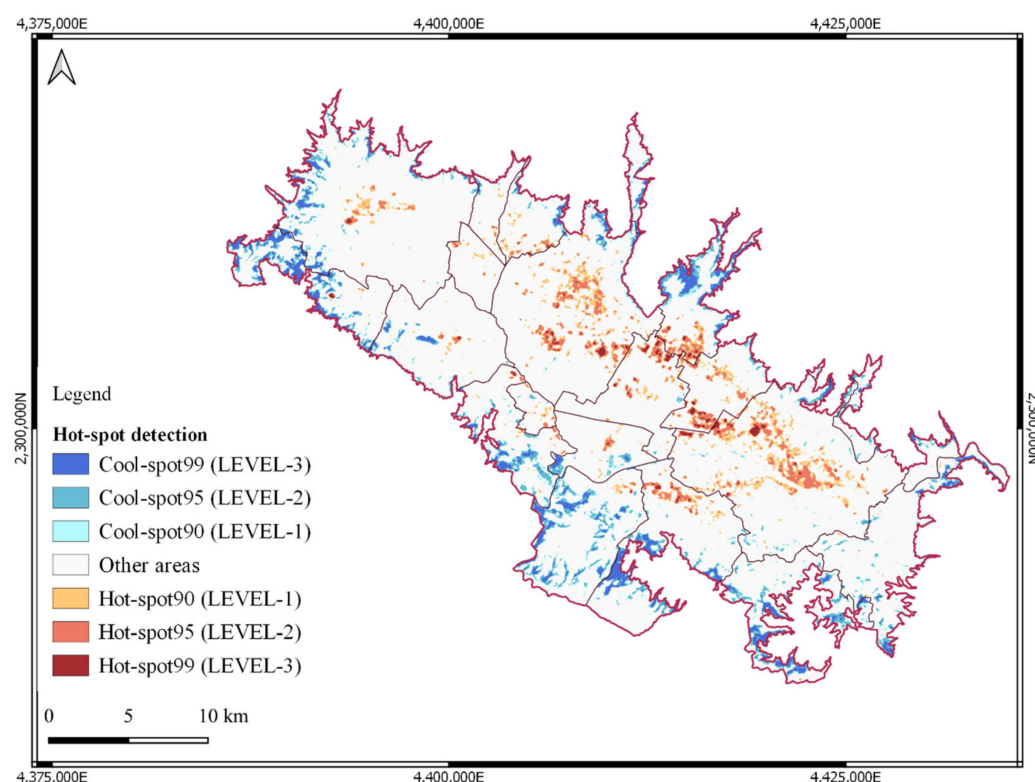 4,375,000E 4,400,000E 4,425,000E
2,300,000N
2,300,000N
Legend
Hot-spot detection
Cool-spot99 (LEVEL-3)
Cool-spot95 (LEVEL-2)
Cool-spot90 (LEVEL-1)
Other areas
Hot-spot90 (LEVEL-1)
Hot-spot95 (LEVEL-2)
Hot-spot99 (LEVEL-3)
0 5 10 km
4,375,000E 4,400,000E 4,425,000E